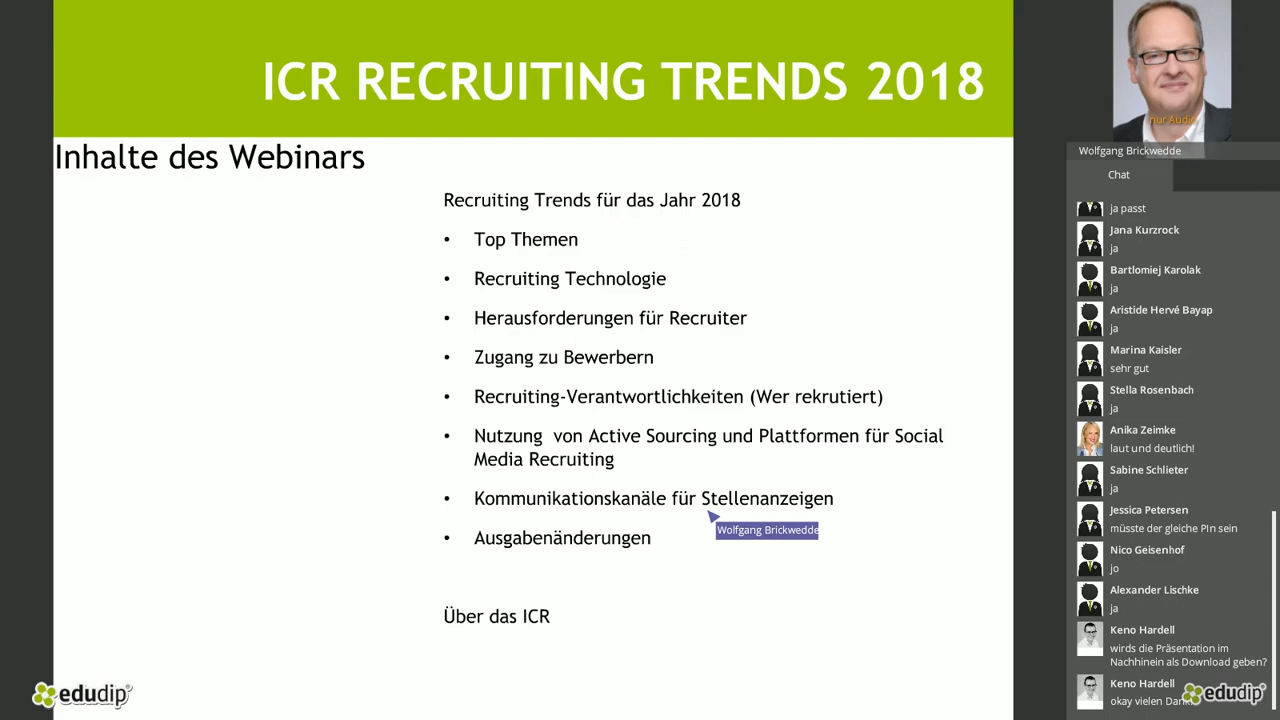 ICR RECRUITING TRENDS 2018
Inhalte des Webinars
Recruiting Trends für das Jahr 2018
• Top Themen
• Recruiting Technologie
• Herausforderungen für Recruiter
• Zugang zu Bewerbern
• Recruiting-Verantwortlichkeiten (Wer rekrutiert)
• Nutzung von Active Sourcing und Plattformen für Social
Media Recruiting
• Kommunikationskanäle für Stellenanzeigen
Wolfgang Brickwedde
• Ausgabenänderungen
Über das ICR
edudip
nur Audio
Wolfgang Brickwedde
Chat
ja passt
Jana Kurzrock
ja
Bartlomiej Karolak
ja
Aristide Hervé Bayap
ja
Marina Kaisler
sehr gut
Stella Rosenbach
ja
Anika Zeimke
laut und deutlich!
Sabine Schlieter
ja
Jessica Petersen
müsste der gleiche PIn sein
Nico Geisenhof
jo
Alexander Lischke
ja
Keno Hardell
wirds die Präsentation im
Nachhinein als Download geben?
Keno Hardell
okay vielen Dank
edudip